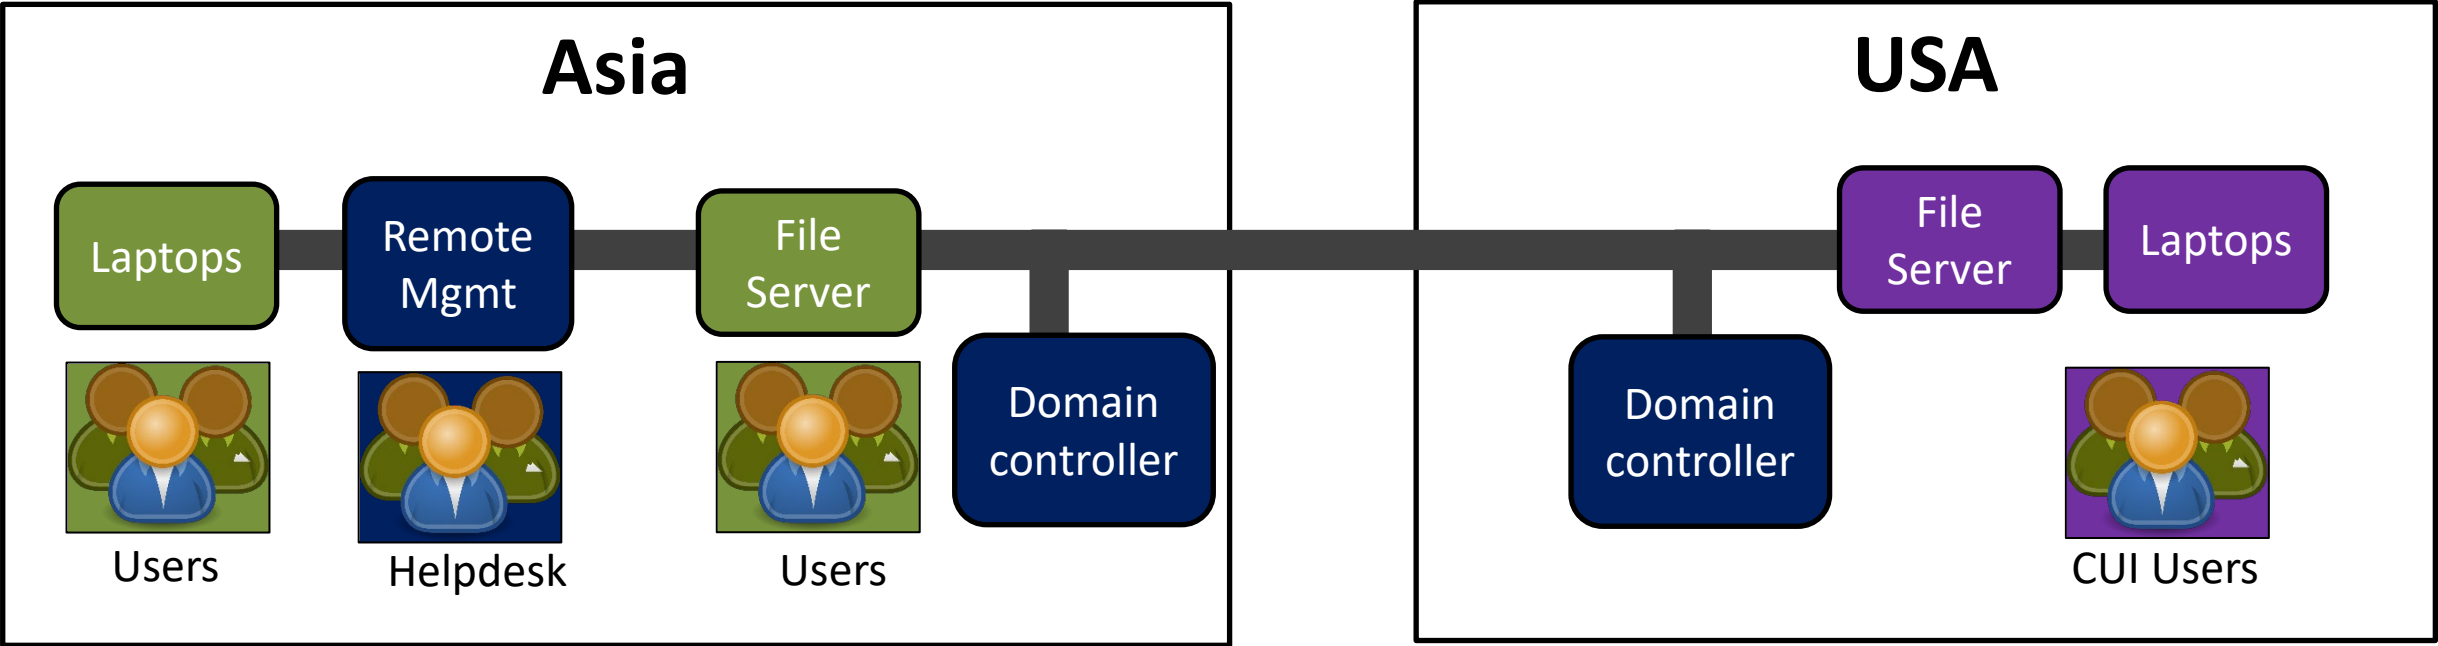 Asia
USA
Laptops
Remote
Mgmt
File
Server
Domain
controller
Users
Helpdesk
Users
File
Server
Laptops
Domain
controller
CUI Users